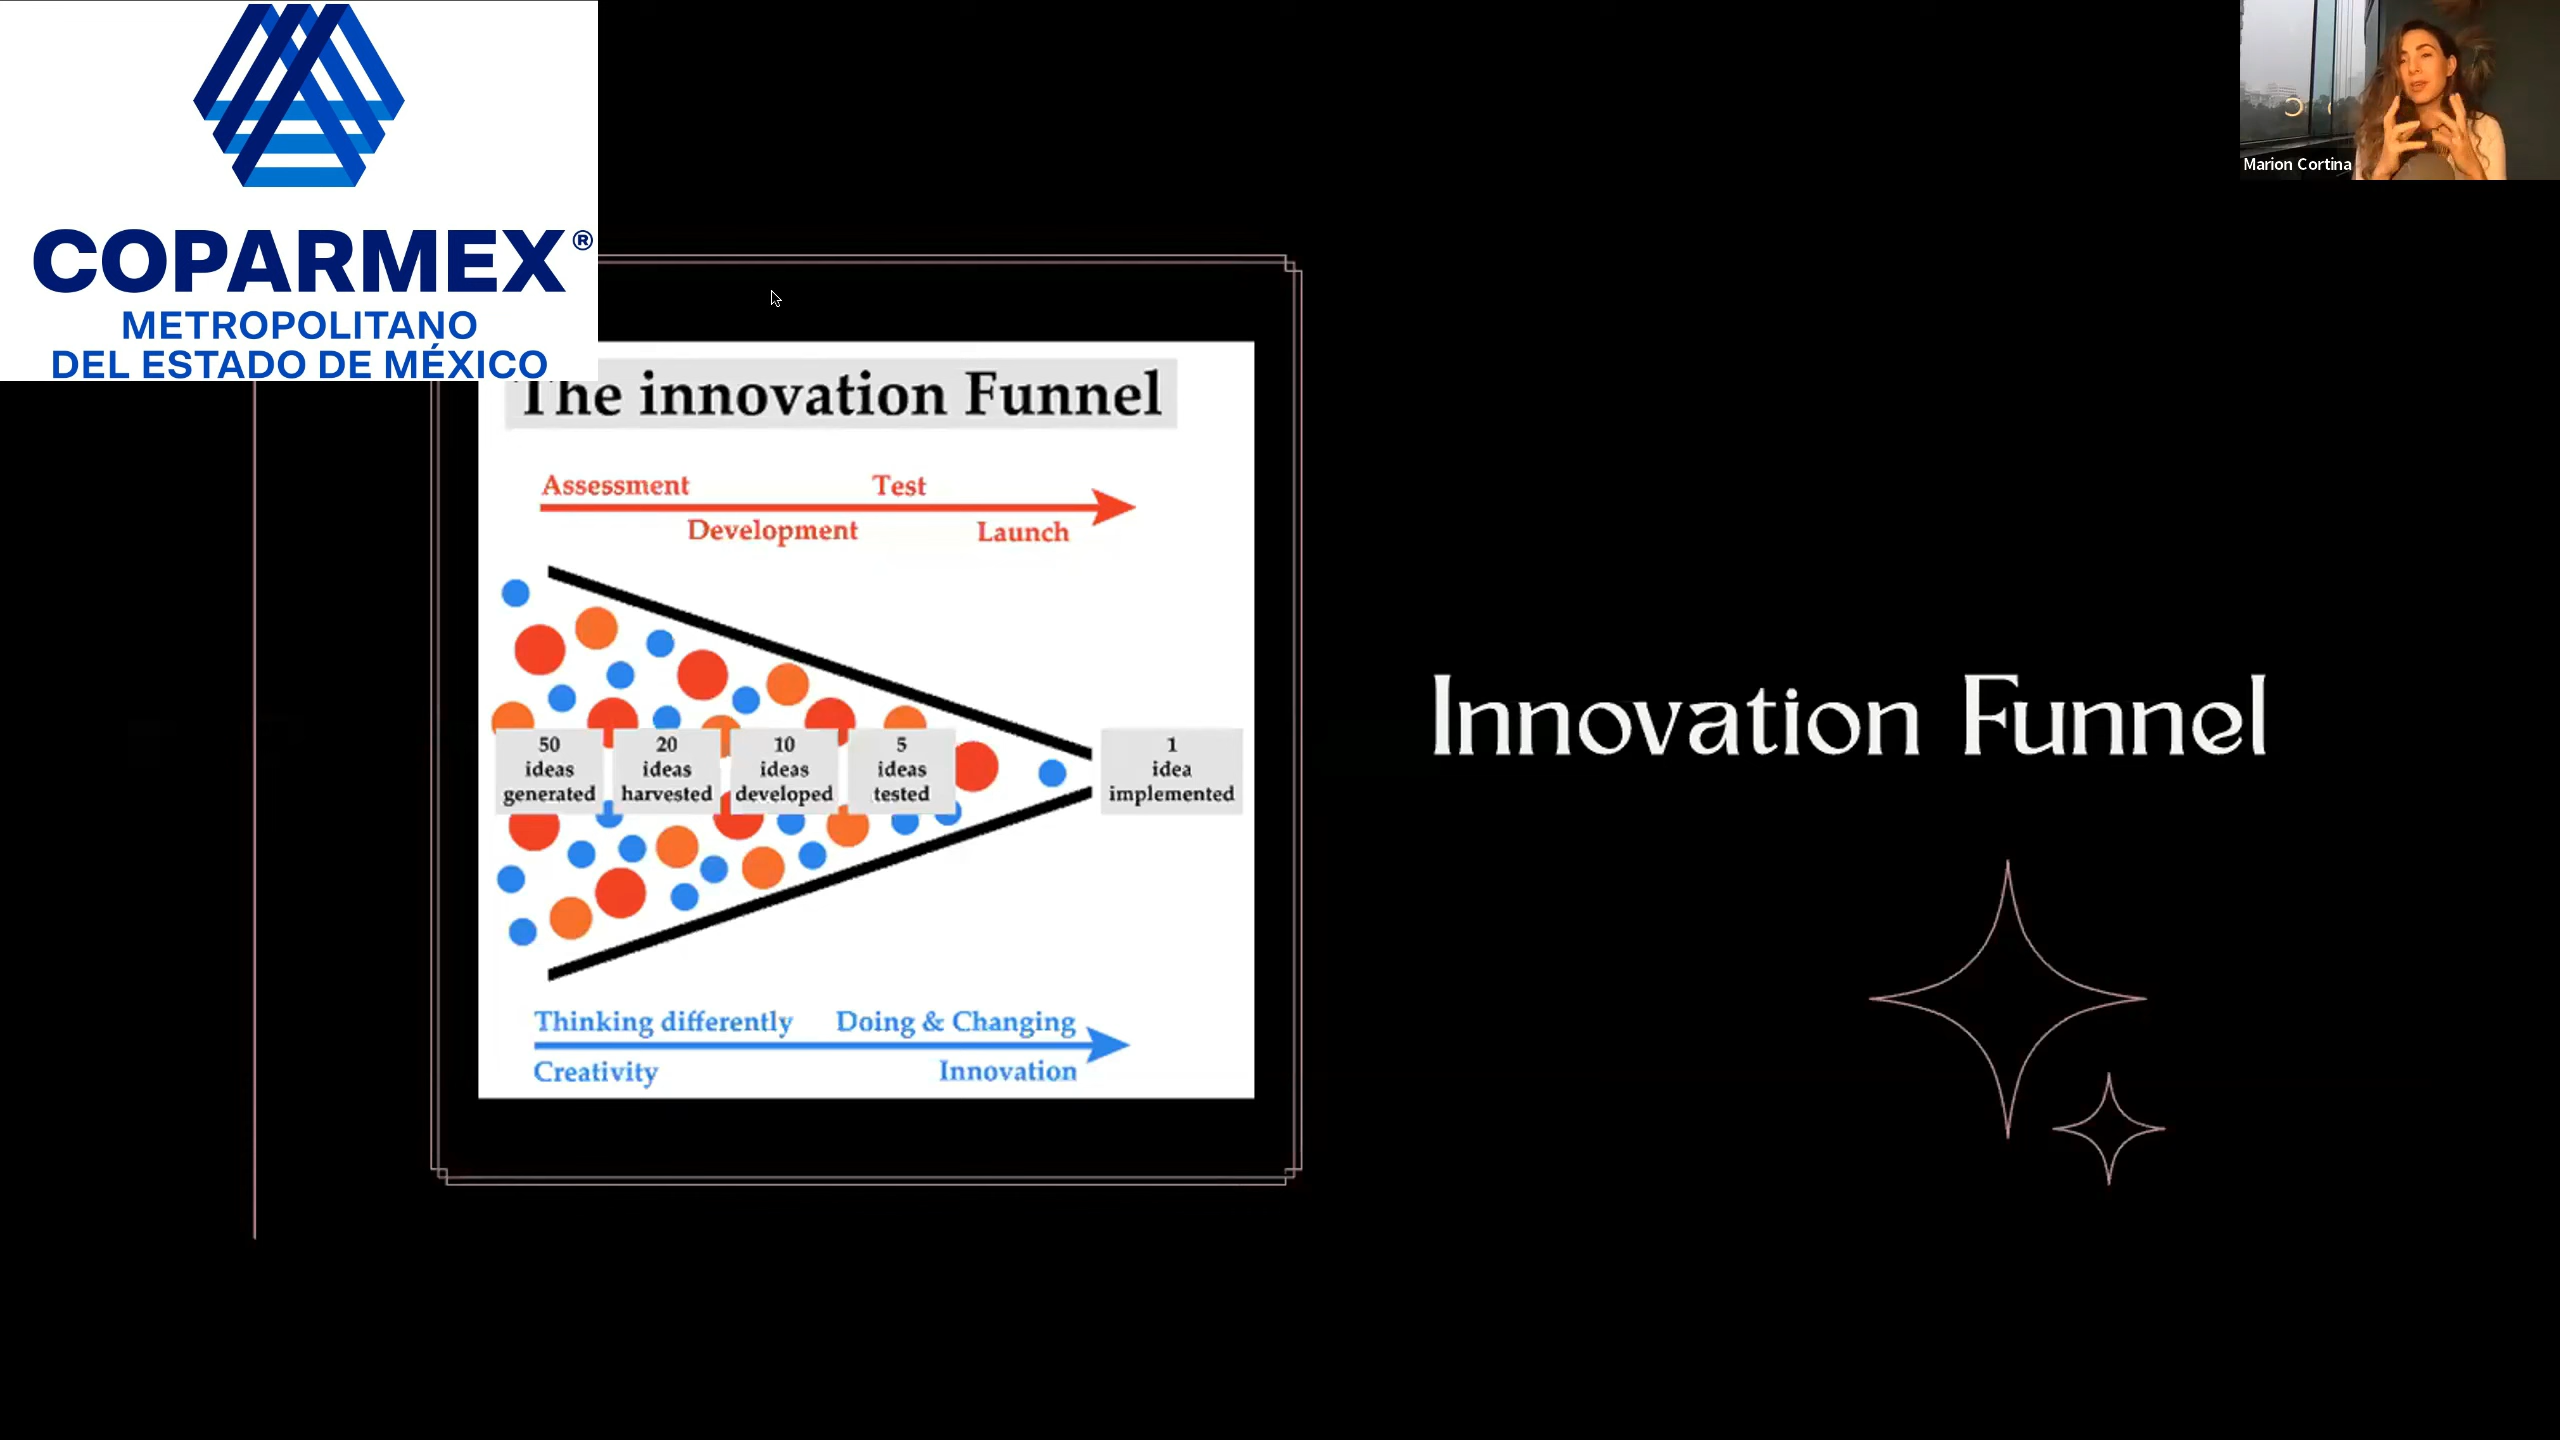 COPARMEX®
METROPOLITANO
DEL ESTADO DE MÉXICO
Marion Cortina
The innovation Funnel
Assessment
Test
Development
Launch
50
ideas
generated
20
ideas
harvested
10
ideas
developed
5
ideas
tested
1
idea
implemented
Thinking differently
Doing & Changing
Creativity
Innovation
Innovation Funnel